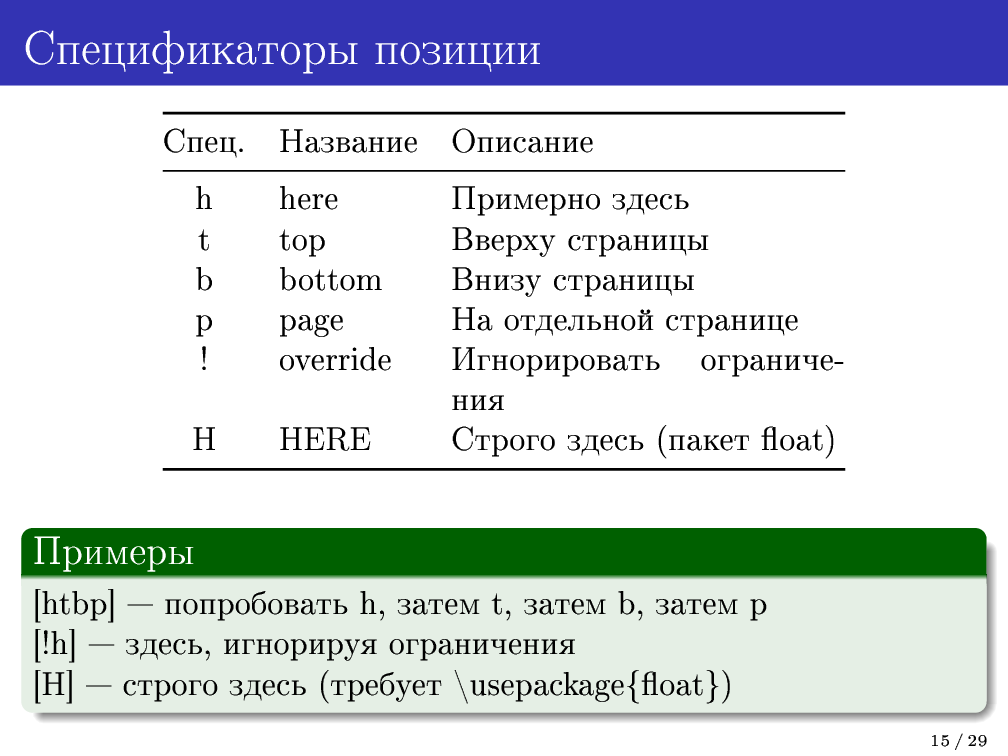 Спецификаторы позиции
Спец. Название Описание
h here Примерно здесь
t top Вверху страницы
b bottom Внизу страницы
p page На отдельной странице
! override Игнорировать ограниче-
ния
H HERE Строго здесь (пакет float)
Примеры
[htbp] — попробовать h, затем t, затем b, затем p
[!h] — здесь, игнорируя ограничения
[H] — строго здесь (требует \usepackage{float})
15 / 29